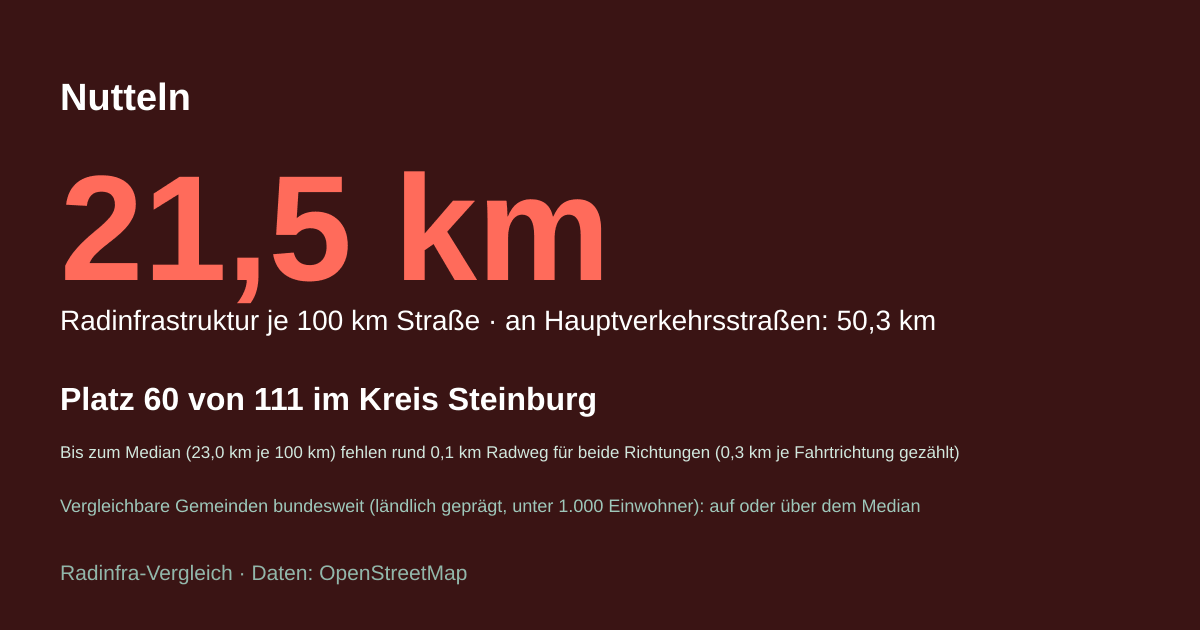 Nutteln
21,5 km
Radinfrastruktur je 100 km Straße · an Hauptverkehrsstraßen: 50,3 km
Platz 60 von 111 im Kreis Steinburg
Bis zum Median (23,0 km je 100 km) fehlen rund 0,1 km Radweg für beide Richtungen (0,3 km je Fahrtrichtung gezählt)
Vergleichbare Gemeinden bundesweit (ländlich geprägt, unter 1.000 Einwohner): auf oder über dem Median
Radinfra-Vergleich · Daten: OpenStreetMap